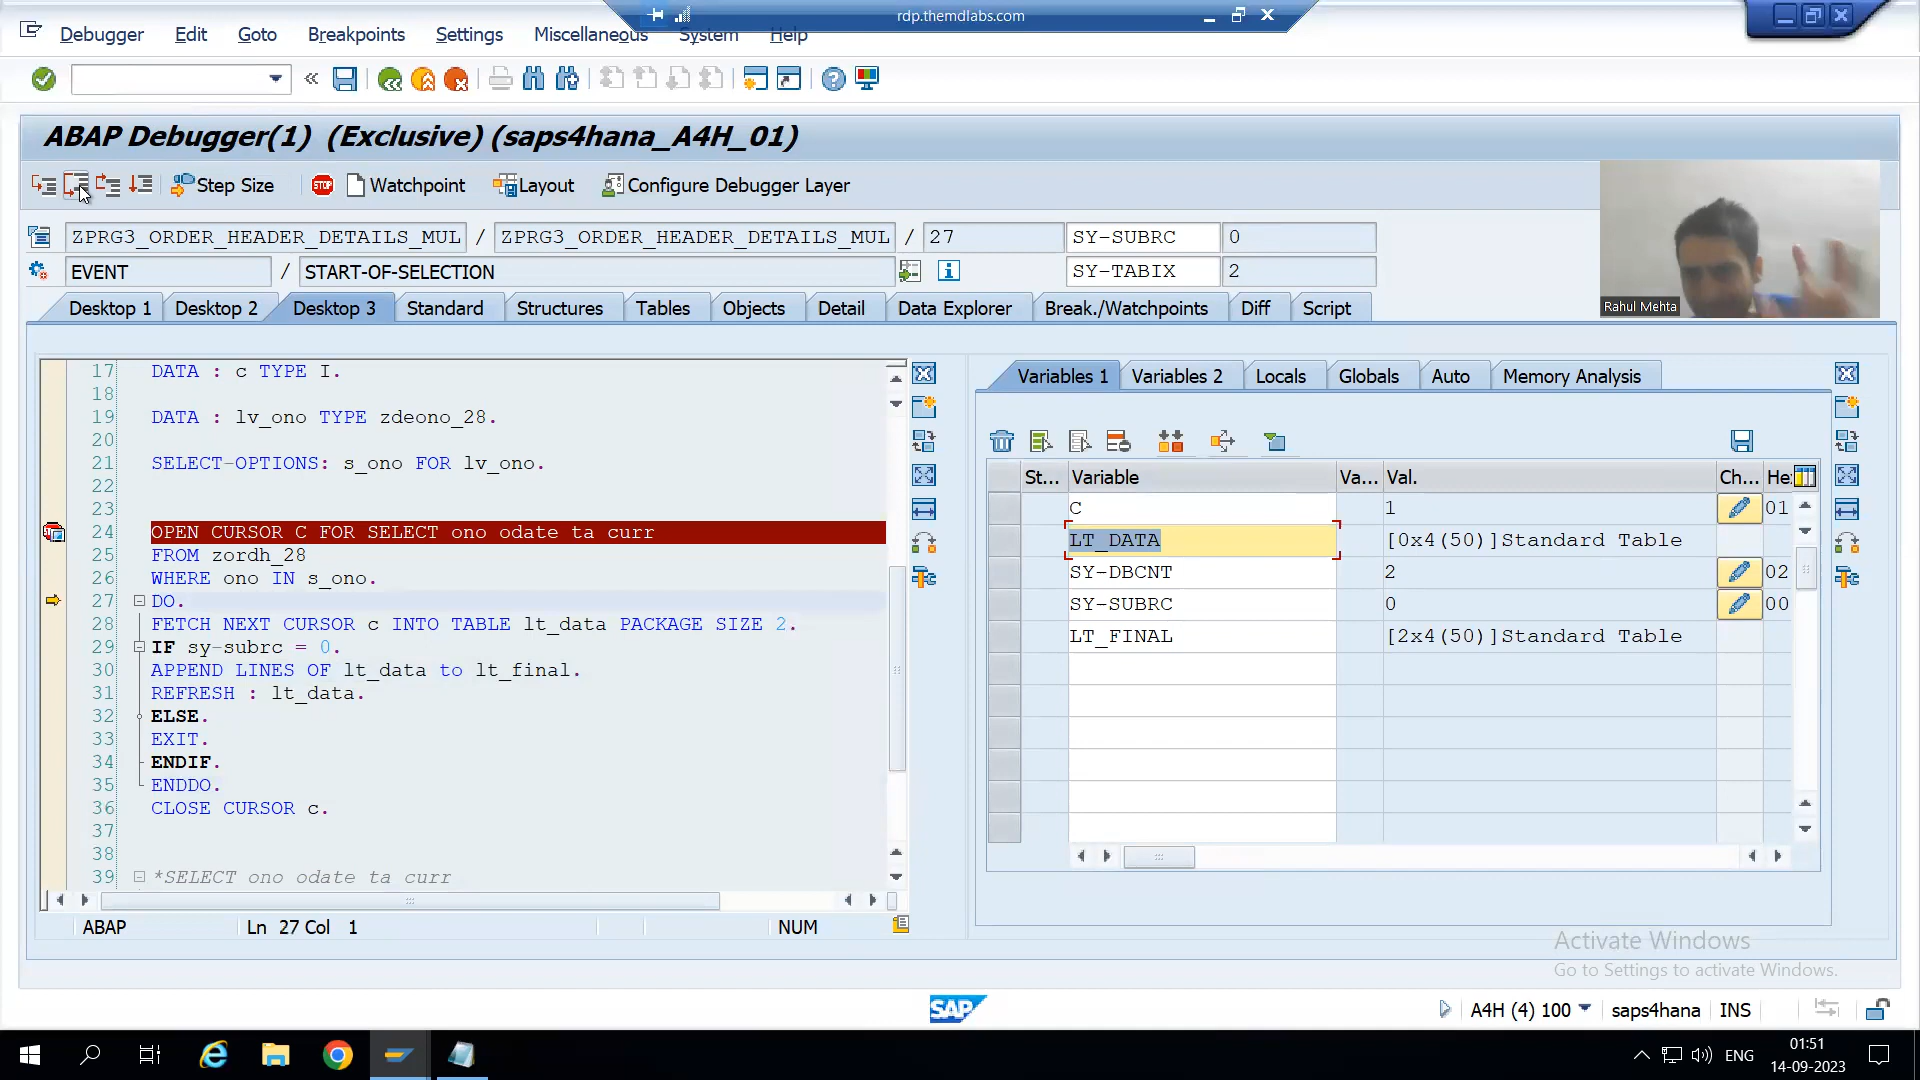 rdp.themdlabs.com
Debugger Edit Goto Breakpoints Settings Miscellaneous System Help
ABAP Debugger(1) (Exclusive) (saps4hana_A4H_01)
Step Size STOP Watchpoint Layout Configure Debugger Layer
ZPRG3_ORDER_HEADER_DETAILS_MUL / ZPRG3_ORDER_HEADER_DETAILS_MUL / 27 SY-SUBRC 0
EVENT / START-OF-SELECTION SY-TABIX 2
Rahul Mehta
Desktop 1 Desktop 2 Desktop 3 Standard Structures Tables Objects Detail Data Explorer Break./Watchpoints Diff Script
17 DATA : c TYPE I.
18
19 DATA : lv_ono TYPE zdeono_28.
20
21 SELECT-OPTIONS: s_ono FOR lv_ono.
22
23
24 OPEN CURSOR C FOR SELECT ono odate ta curr
25 FROM zordh_28
26 WHERE ono IN s_ono.
27 DO.
28 FETCH NEXT CURSOR c INTO TABLE lt_data PACKAGE SIZE 2.
29 IF sy-subrc = 0.
30 APPEND LINES OF lt_data to lt_final.
31 REFRESH : lt_data.
32 ELSE.
33 EXIT.
34 ENDIF.
35 ENDDO.
36 CLOSE CURSOR c.
37
38
39 *SELECT ono odate ta curr
ABAP Ln 27 Col 1 NUM
Variables 1 Variables 2 Locals Globals Auto Memory Analysis
St... Variable Va... Val. Ch... He
C 1 01
LT_DATA [0x4(50)]Standard Table
SY-DBCNT 2 02
SY-SUBRC 0 00
LT_FINAL [2x4(50)]Standard Table
Activate Windows
Go to Settings to activate Windows.
SAP A4H (4) 100 saps4hana INS
ENG 01:51
14-09-2023